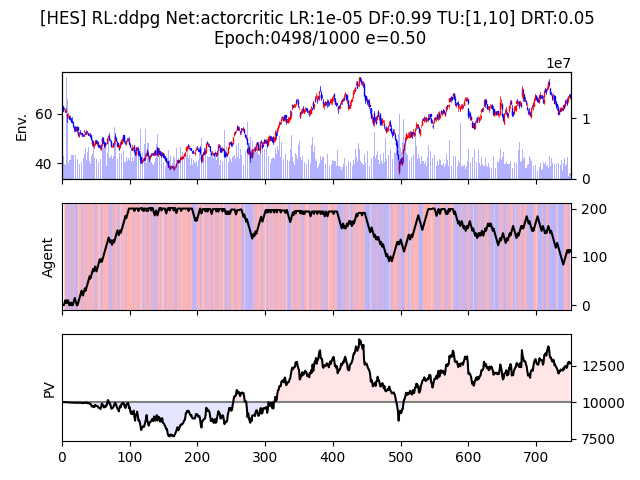 [HES] RL:ddpg Net:actorcritic LR:1e-05 DF:0.99 TU:[1,10] DRT:0.05
Epoch:0498/1000 e=0.50
1e7
Env.
60
40
1
0
Agent
200
100
0
PV
12500
10000
7500
0 100 200 300 400 500 600 700